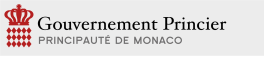 Gouvernement Princier
PRINCIPAUTÉ DE MONACO